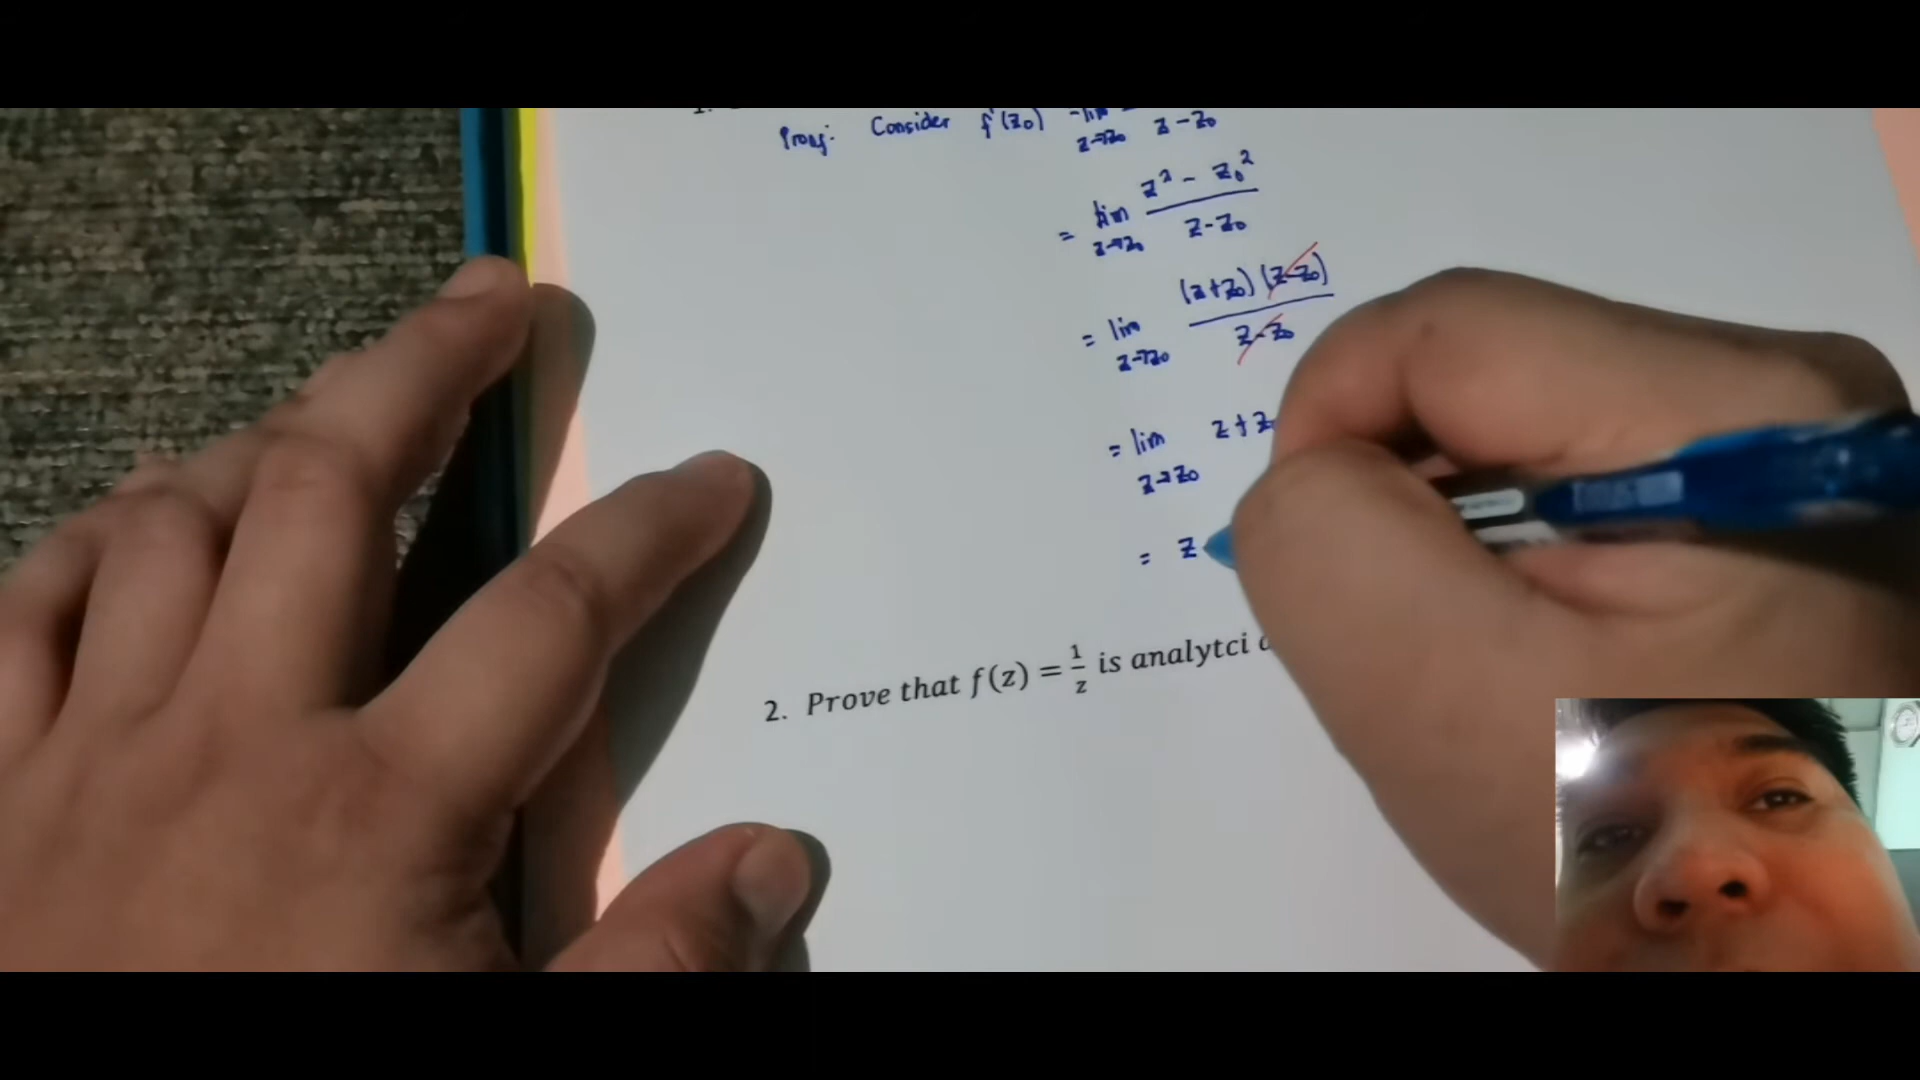 Proof: Consider f'(z₀) = lim
z→z₀ z - z₀
= lim z² - z₀²
z→z₀ z - z₀
= lim (z+z₀) (z-z₀)
z→z₀ z-z₀
= lim z+z
z→z₀
= z
2. Prove that f(z) = 1/z is analytci